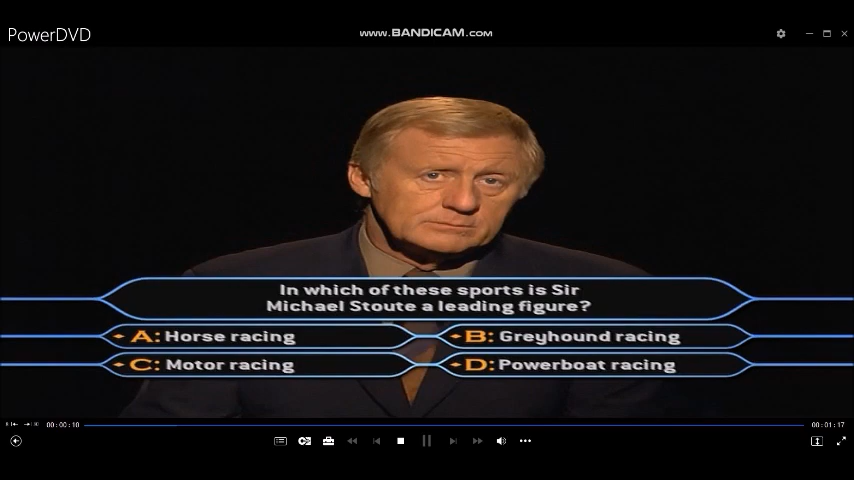 PowerDVD
www.BANDICAM.com
In which of these sports is Sir
Michael Stoute a leading figure?
A: Horse racing
B: Greyhound racing
C: Motor racing
D: Powerboat racing
00:00:10
00:01:17